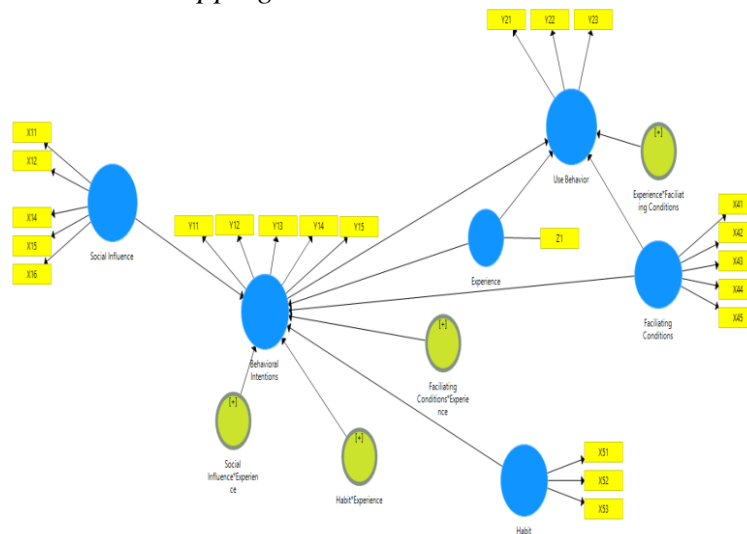 pping
Y21
Y22
Y23
X11
X12
X14
X15
X16
Social Influence
Y11
Y12
Y13
Y14
Y15
Use Behavior
[+]
Experience*Faciliat
ing Conditions
Z1
Experience
X41
X42
X43
X44
X45
Faciliating
Conditions
Behavioral
Intentions
[+]
Faciliating
Conditions*Experie
nce
[+]
Social
Influence*Experien
ce
[+]
Habit*Experience
X51
X52
X53
Habit